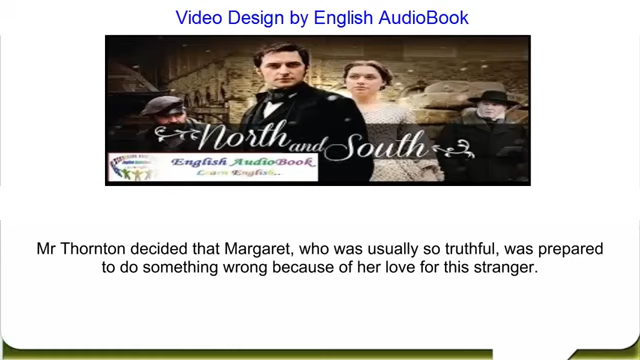 Video Design by English AudioBook
North and South
English AudioBook
Learn English...
Mr Thornton decided that Margaret, who was usually so truthful, was prepared
to do something wrong because of her love for this stranger.